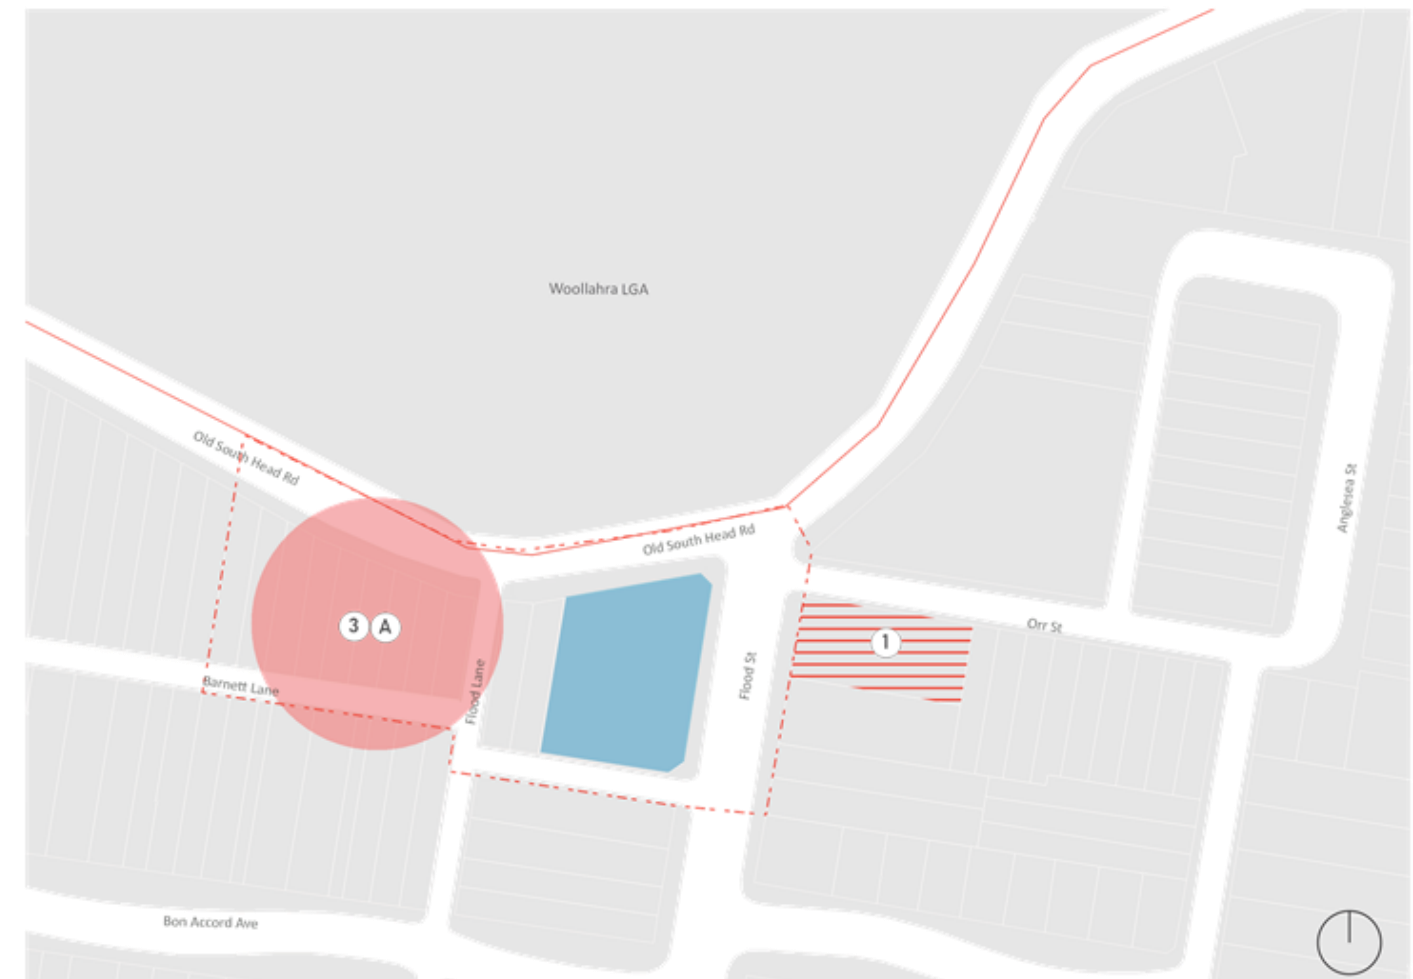 Woollahra LGA
Old South Head Rd
Old South Head Rd
Anglesea St
3 A
1
Orr St
Barnett Lane
Flood Lane
Flood St
Bon Accord Ave